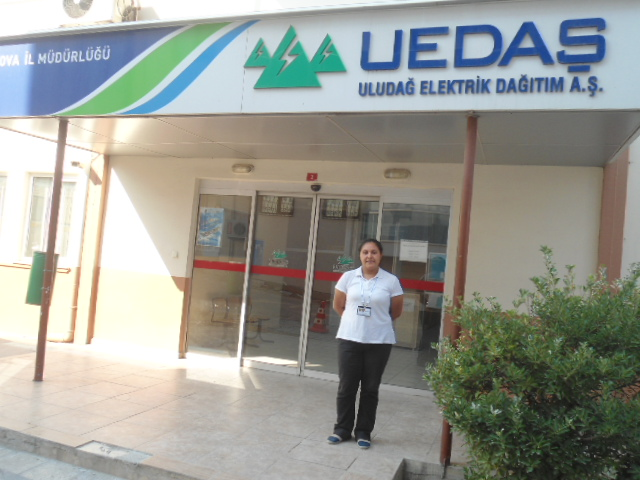 OVA İL MÜDÜRLÜĞÜ
UEDAŞ
ULUDAĞ ELEKTRİK DAĞITIM A.Ş.